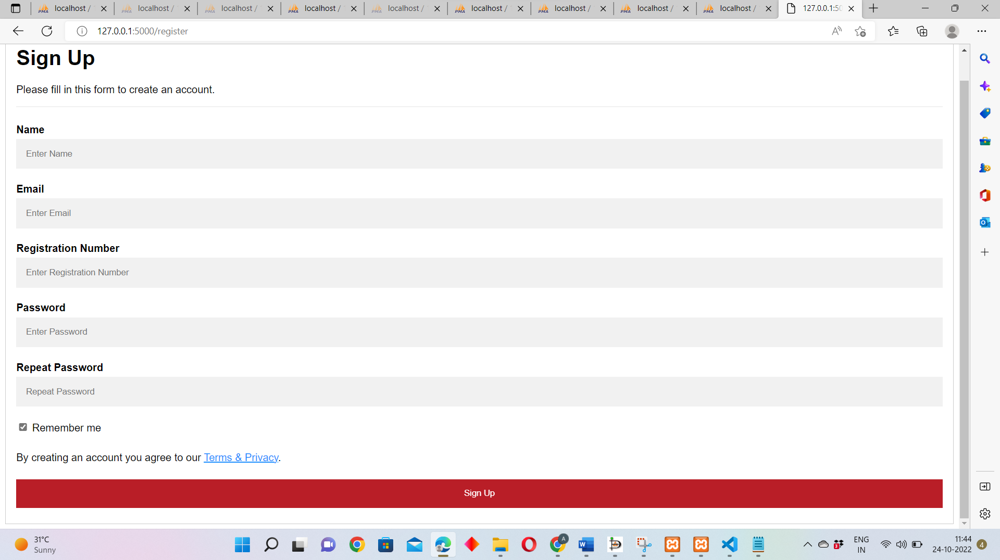 localhost / localhost / localhost / localhost / localhost / localhost / localhost / localhost / localhost / 127.0.0.1:50
127.0.0.1:5000/register
Sign Up
Please fill in this form to create an account.
Name
Enter Name
Email
Enter Email
Registration Number
Enter Registration Number
Password
Enter Password
Repeat Password
Repeat Password
Remember me
By creating an account you agree to our Terms & Privacy.
Sign Up
31°C
Sunny
ENG
IN
11:44
24-10-2022
4